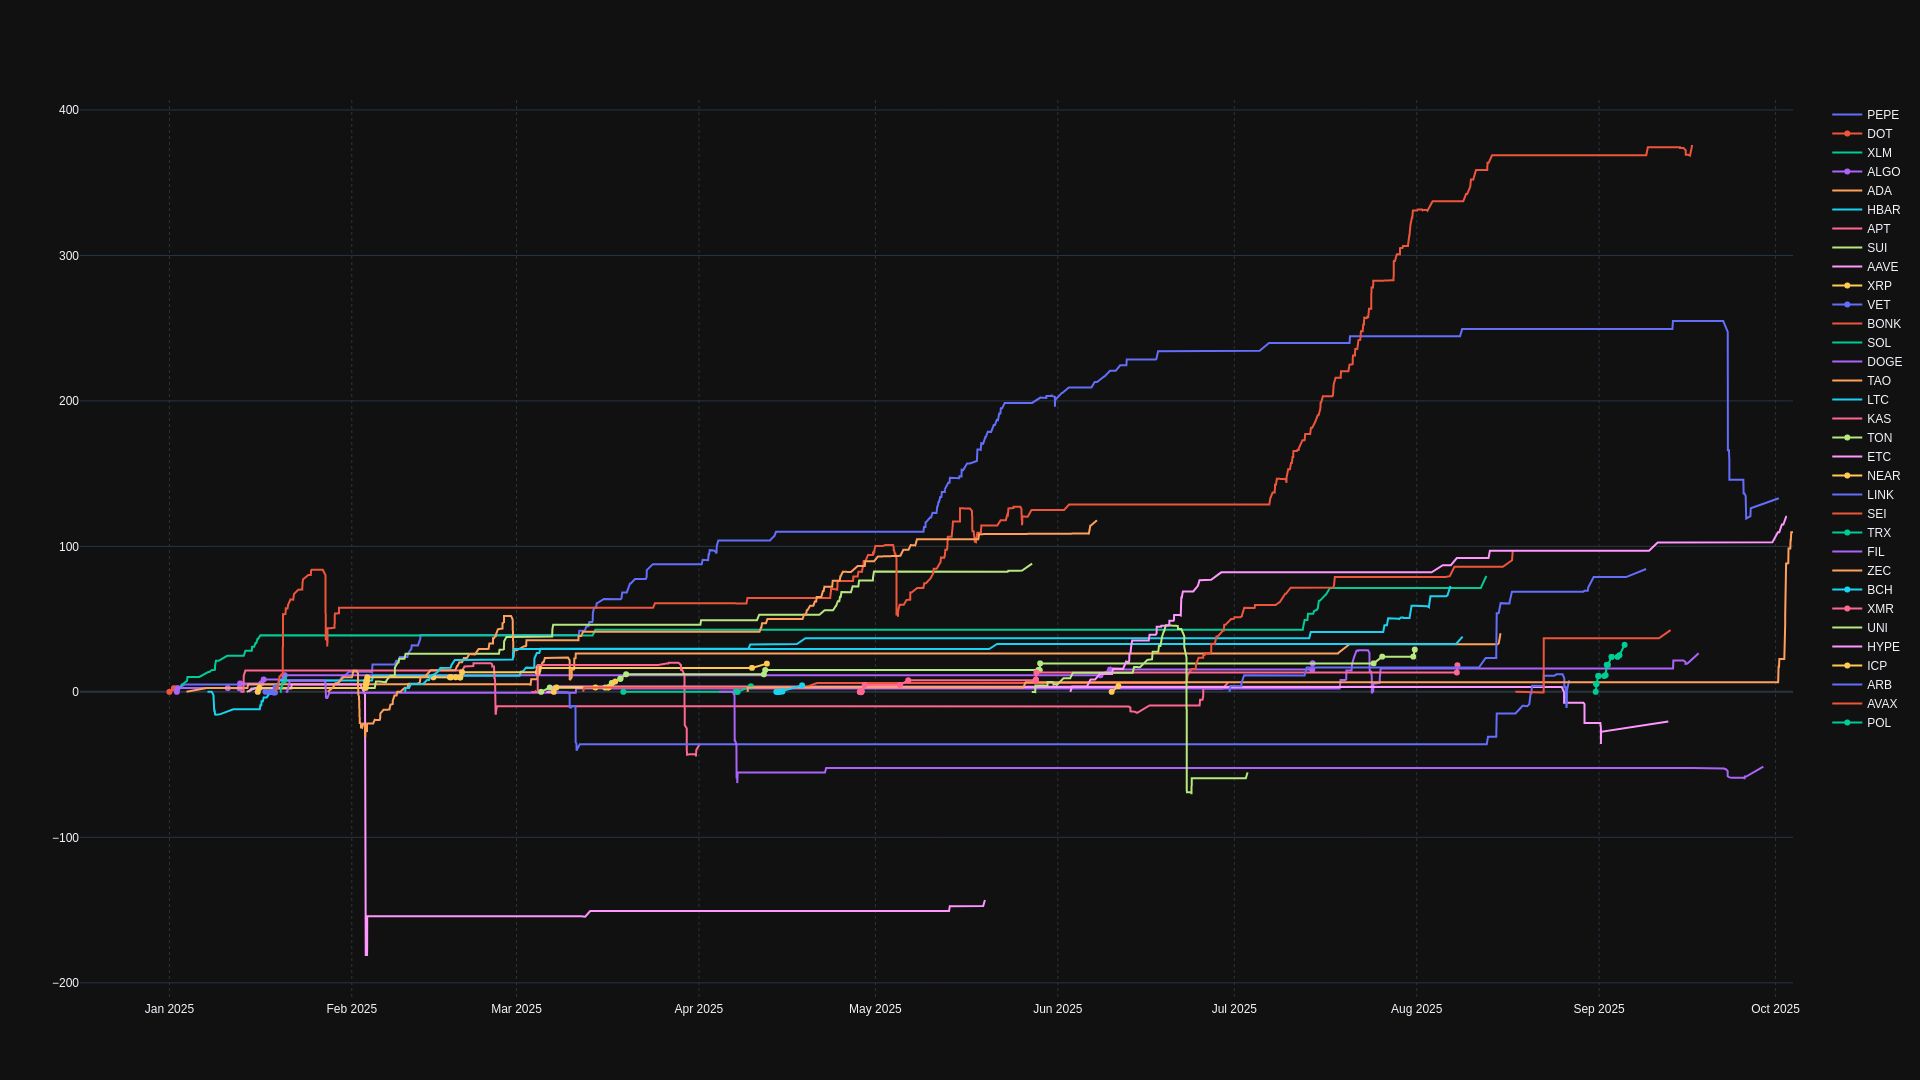 400
300
200
100
0
−100
−200
Jan 2025
Feb 2025
Mar 2025
Apr 2025
May 2025
Jun 2025
Jul 2025
Aug 2025
Sep 2025
Oct 2025
PEPE
DOT
XLM
ALGO
ADA
HBAR
APT
SUI
AAVE
XRP
VET
BONK
SOL
DOGE
TAO
LTC
KAS
TON
ETC
NEAR
LINK
SEI
TRX
FIL
ZEC
BCH
XMR
UNI
HYPE
ICP
ARB
AVAX
POL